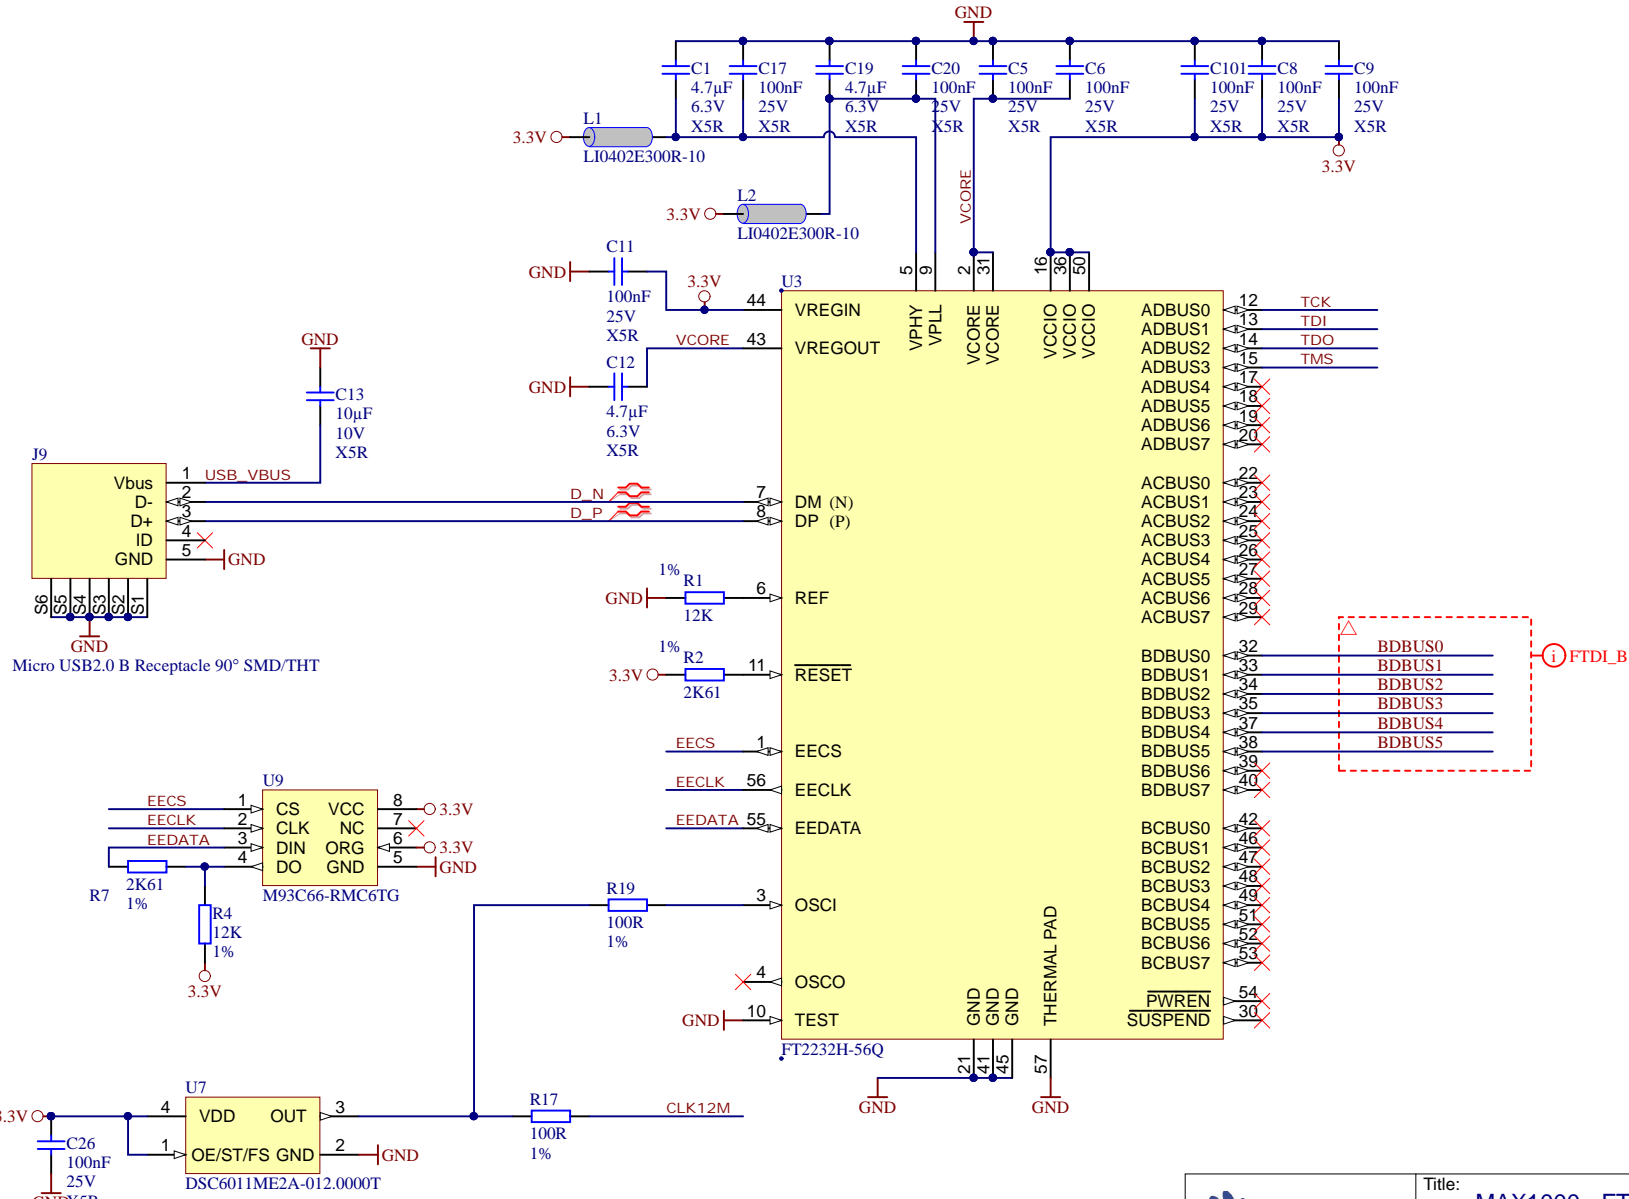 GND
C1
4.7µF
6.3V
X5R
C17
100nF
25V
X5R
C19
4.7µF
6.3V
X5R
C20
100nF
25V
X5R
C5
100nF
25V
X5R
C6
100nF
25V
X5R
C101
100nF
25V
X5R
C8
100nF
25V
X5R
C9
100nF
25V
X5R
3.3V
L1
LI0402E300R-10
3.3V
L2
LI0402E300R-10
3.3V
VCORE
C11
GND
100nF
25V
X5R
3.3V
VCORE
C12
GND
4.7µF
6.3V
X5R
GND
C13
10µF
10V
X5R
J9
Vbus 1 USB_VBUS
D- 2
D+ 3
ID 4
GND 5 GND
S6 S5 S4 S3 S2 S1
GND
Micro USB2.0 B Receptacle 90° SMD/THT
D_N
D_P
U3
5 VPHY
9 VPLL
2 VCORE
31 VCORE
16 VCCIO
36 VCCIO
50 VCCIO
44 VREGIN
43 VREGOUT
7 DM (N)
8 DP (P)
1%
R1
GND
12K
6 REF
1%
R2
3.3V
2K61
11 RESET
EECS 1 EECS
EECLK 56 EECLK
EEDATA 55 EEDATA
R19
100R
1%
3 OSCI
4 OSCO
GND 10 TEST
FT2232H-56Q
ADBUS0 12 TCK
ADBUS1 13 TDI
ADBUS2 14 TDO
ADBUS3 15 TMS
ADBUS4 17
ADBUS5 18
ADBUS6 19
ADBUS7 20
ACBUS0 22
ACBUS1 23
ACBUS2 24
ACBUS3 25
ACBUS4 26
ACBUS5 27
ACBUS6 28
ACBUS7 29
BDBUS0 32 BDBUS0
BDBUS1 33 BDBUS1
BDBUS2 34 BDBUS2
BDBUS3 35 BDBUS3
BDBUS4 37 BDBUS4
BDBUS5 38 BDBUS5
BDBUS6 39
BDBUS7 40
i FTDI_B
BCBUS0 42
BCBUS1 46
BCBUS2 47
BCBUS3 48
BCBUS4 49
BCBUS5 51
BCBUS6 52
BCBUS7 53
PWREN 54
SUSPEND 30
GND 21
GND 41
GND 45
THERMAL PAD 57
GND
GND
U9
EECS 1 CS VCC 8 3.3V
EECLK 2 CLK NC 7
EEDATA 3 DIN ORG 6 3.3V
4 DO GND 5 GND
M93C66-RMC6TG
R7
2K61
1%
R4
12K
1%
3.3V
U7
3.3V 4 VDD OUT 3
1 OE/ST/FS GND 2 GND
DSC6011ME2A-012.0000T
C26
100nF
25V
X5R
GND
R17
100R
1%
CLK12M
Title: